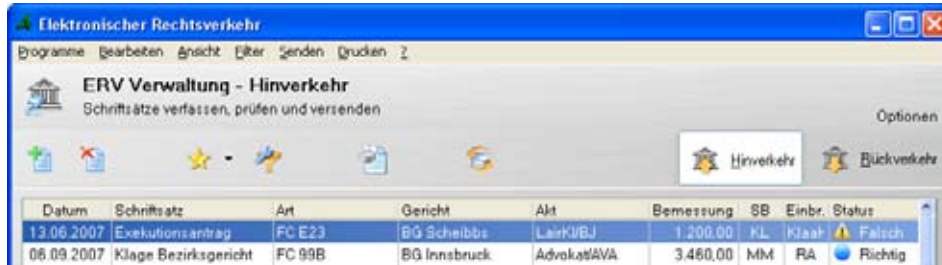 Elektronischer Rechtsverkehr
Programme Bearbeiten Ansicht Filter Senden Drucken ?
ERV Verwaltung - Hinverkehr
Schriftsätze verfassen, prüfen und versenden
Optionen
Hinverkehr Rückverkehr
Datum Schriftsatz Art Gericht Akt Bemessung SB Einbr. Status
13.06.2007 Exekutionsantrag FC E23 BG Scheibbs 1.200,00 KL Falsch
06.09.2007 Klage Bezirksgericht FC 99B BG Innsbruck Advokat/AVA 3.460,00 MM RA Richtig